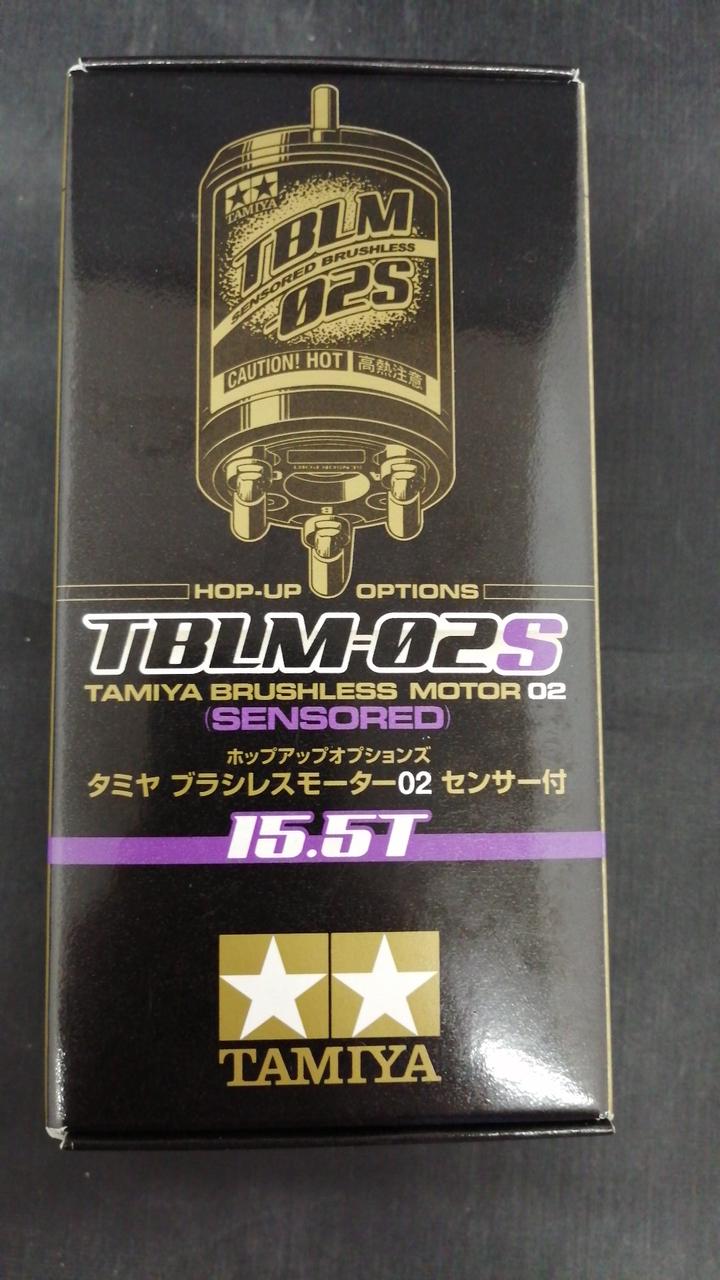 TAMIYA
TBLM
SENSORED BRUSHLESS
-02S
CAUTION! HOT 高熱注意
SENSOR PORT
B
HOP-UP OPTIONS
TBLM-02S
TAMIYA BRUSHLESS MOTOR 02
(SENSORED)
ホップアップオプションズ
タミヤ ブラシレスモーター02 センサー付
15.5T
TAMIYA